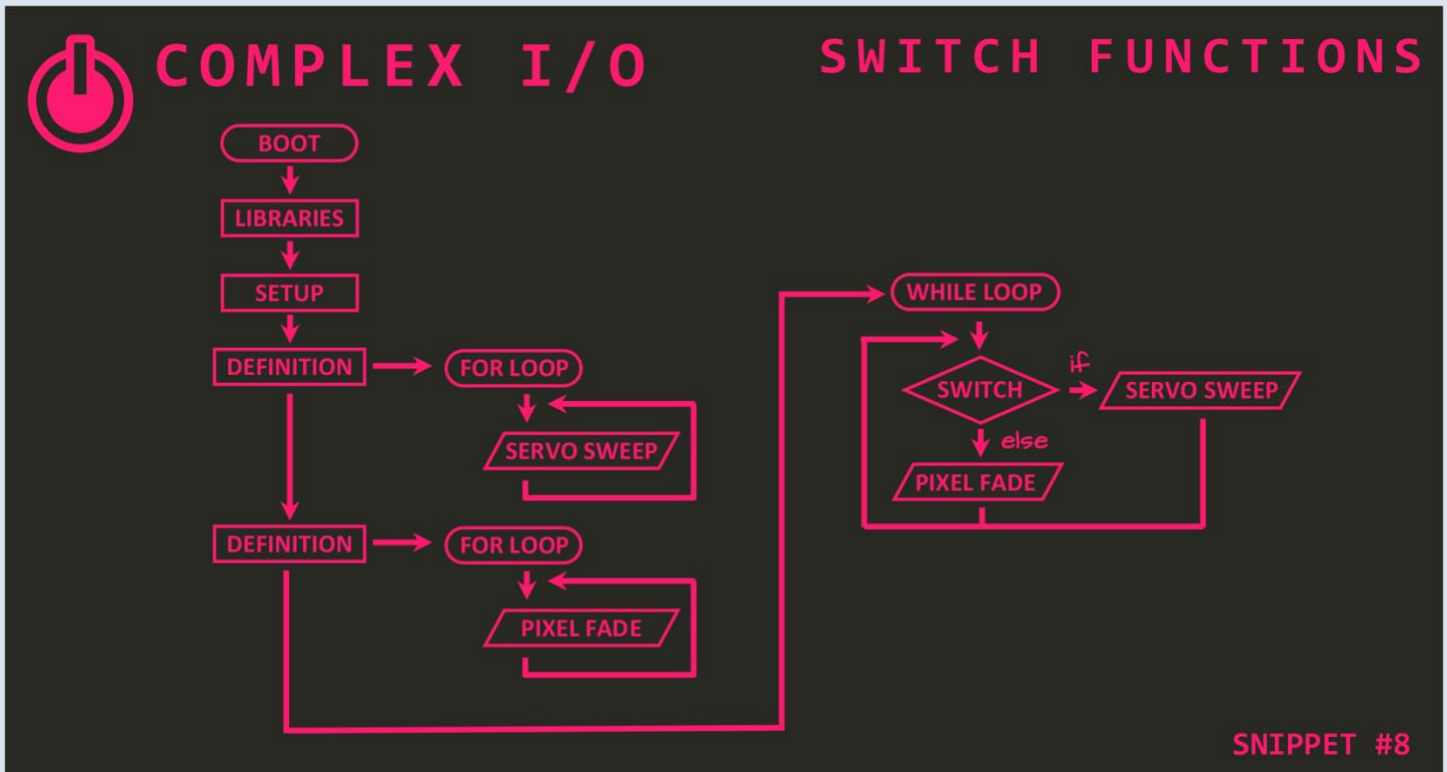 COMPLEX I/O
SWITCH FUNCTIONS
BOOT
LIBRARIES
SETUP
DEFINITION
FOR LOOP
SERVO SWEEP
DEFINITION
FOR LOOP
PIXEL FADE
WHILE LOOP
SWITCH
if
SERVO SWEEP
else
PIXEL FADE
SNIPPET #8